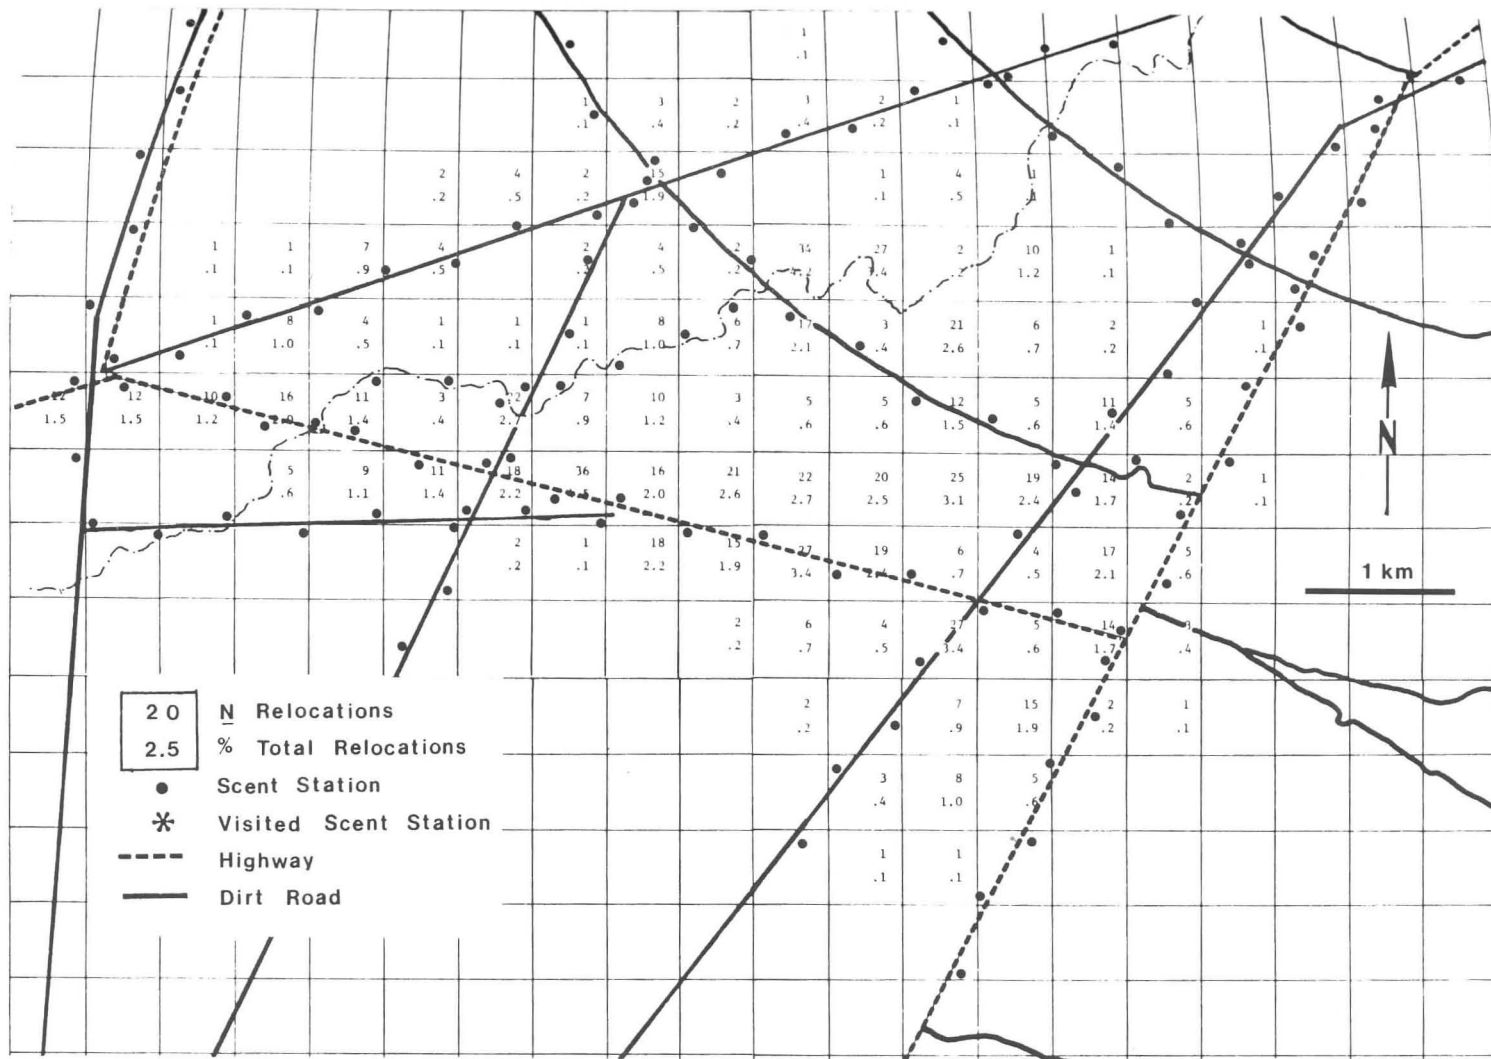 1
.1
1 3 2 3 2 1
.1 .4 .2 .4 .2 .1
2 4 2 15 1 4 1
.2 .5 .2 1.9 .1 .5 .1
1 1 7 4 2 4 2 34 27 2 10 1
.1 .1 .9 .5 .5 .2 .2 1.2 .1
1 8 4 1 1 1 8 6 17 3 21 6 2 1
.1 1.0 .5 .1 .1 .1 1.0 .7 2.1 .4 2.6 .7 .2 .1
12 12 10 16 11 3 22 7 10 3 5 5 12 5 11 5
1.5 1.5 1.2 1.4 .4 .9 1.2 .4 .6 .6 1.5 .6 1.4 .6
N
5 9 11 18 36 16 21 22 20 25 19 14 2 1
.6 1.1 1.4 2.2 2.0 2.6 2.7 2.5 3.1 2.4 1.7 .2 .1
2 1 18 15 27 19 6 4 17 5
.2 .1 2.2 1.9 3.4 .7 .5 2.1 .6
1 km
2 6 4 27 5 14 3
.2 .7 .5 3.4 .6 1.7 .4
2 7 15 2 1
.2 .9 1.9 .2 .1
3 8 5
.4 1.0 .6
1 1
.1 .1
20 N Relocations
2.5 % Total Relocations
Scent Station
Visited Scent Station
Highway
Dirt Road